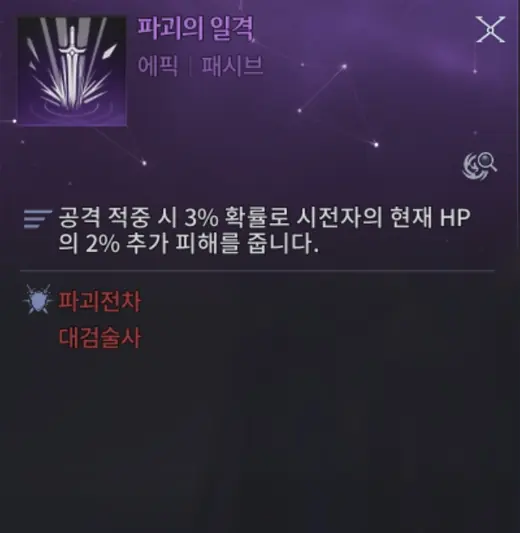 파괴의 일격
에픽 | 패시브
공격 적중 시 3% 확률로 시전자의 현재 HP
의 2% 추가 피해를 줍니다.
파괴전차
대검술사